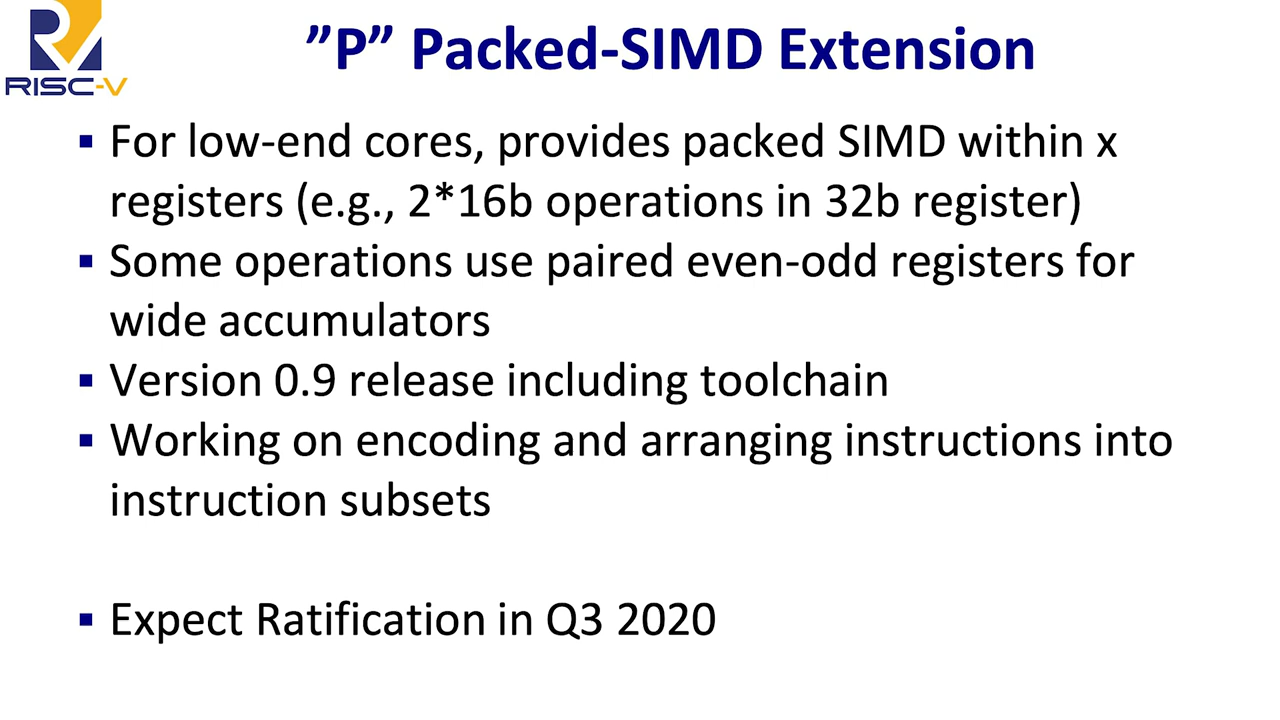 RISC-V
”P” Packed-SIMD Extension
▪ For low-end cores, provides packed SIMD within x
registers (e.g., 2*16b operations in 32b register)
▪ Some operations use paired even-odd registers for
wide accumulators
▪ Version 0.9 release including toolchain
▪ Working on encoding and arranging instructions into
instruction subsets
▪ Expect Ratification in Q3 2020